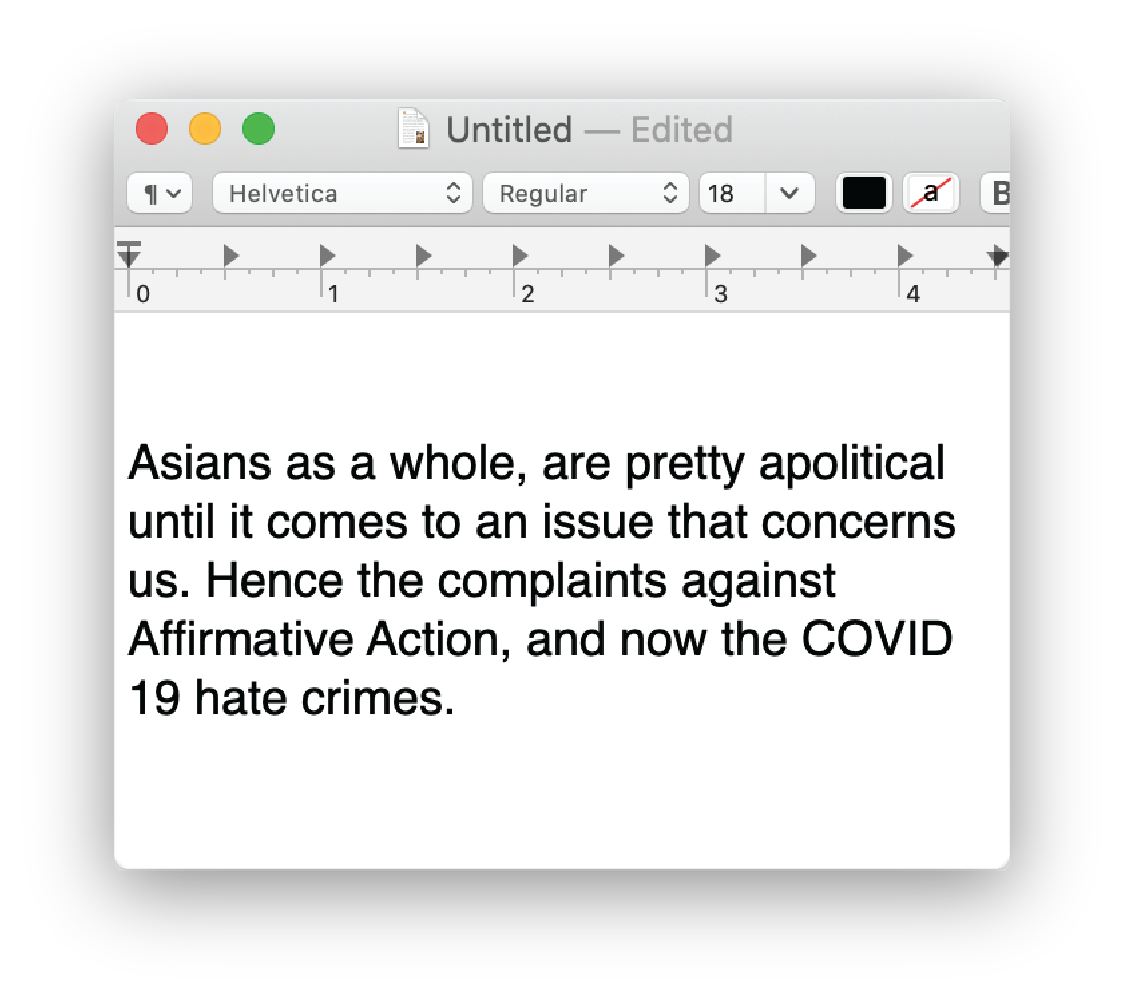 Untitled — Edited
¶ Helvetica Regular 18 a B
0 1 2 3 4
Asians as a whole, are pretty apolitical
until it comes to an issue that concerns
us. Hence the complaints against
Affirmative Action, and now the COVID
19 hate crimes.